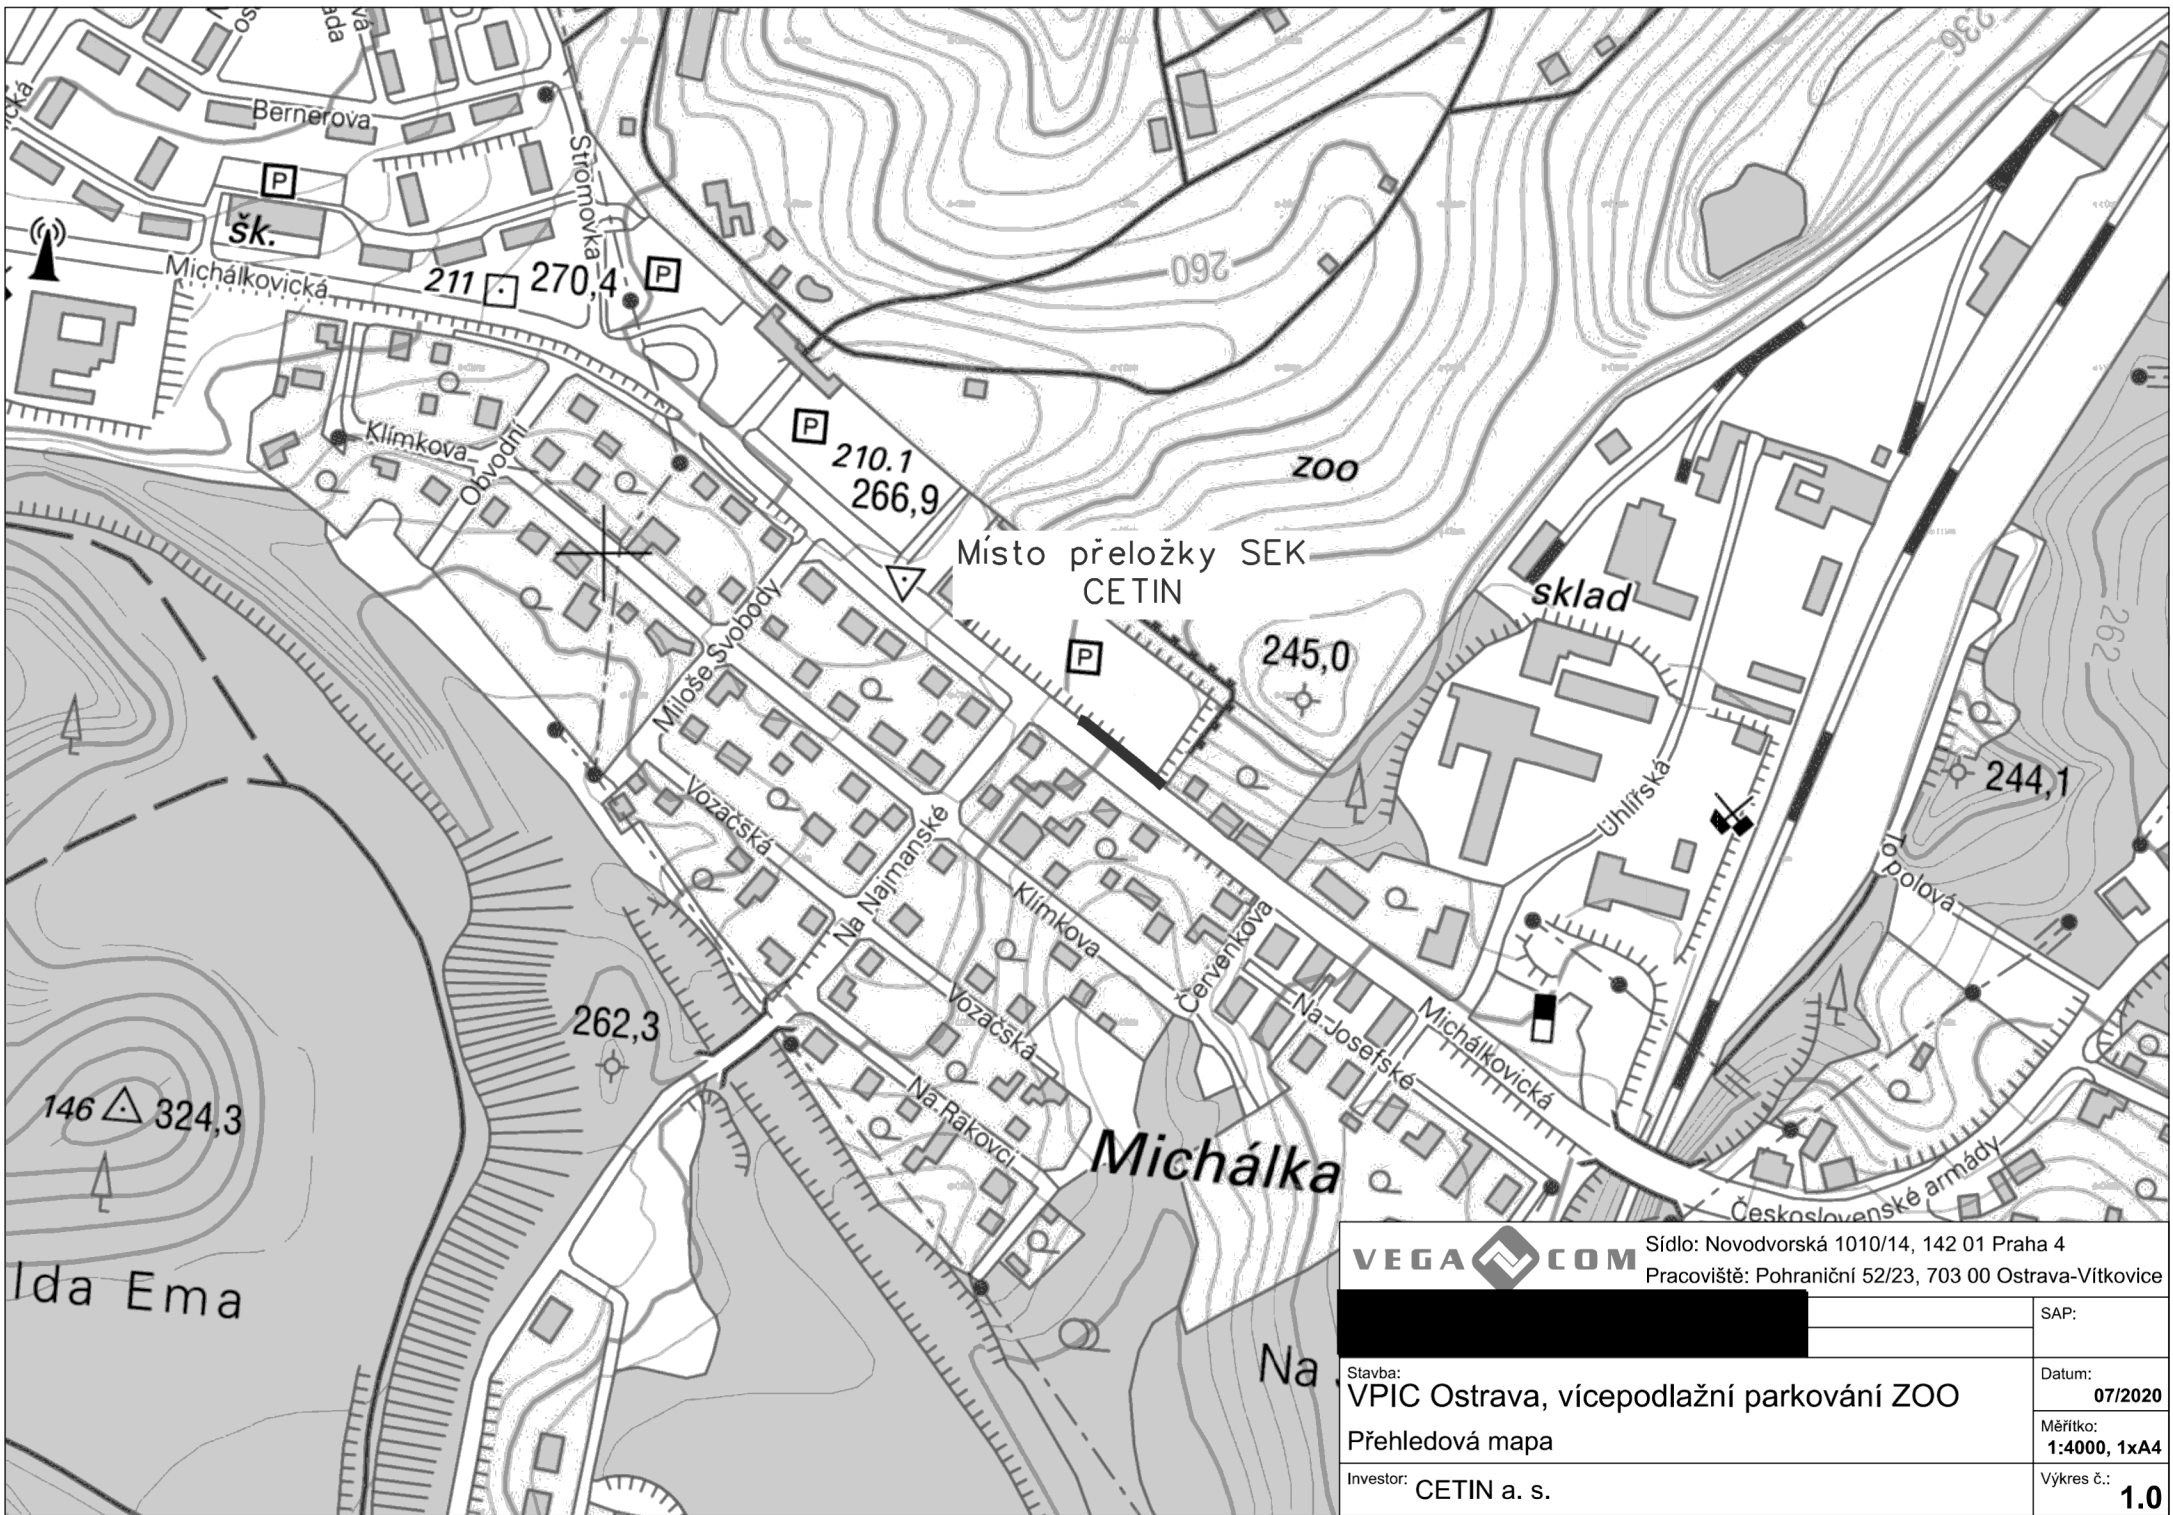 Bernerova
P
Stromovka
šk.
Michálkovická
211
270,4
P
260
236
P
210.1
266,9
ZOO
Klímkova
Obvodní
Místo přeložky SEK
CETIN
sklad
262
P
245,0
Miloše Svobody
Vozačská
Uhlířská
244,1
Topolová
Na Najmanské
Klímkova
Červenkova
262,3
Vozačská
Na Josefské
Michálkovická
146
324,3
Na Rakovci
Michálka
Československé armády
lda Ema
Na
VEGA COM
Sídlo: Novodvorská 1010/14, 142 01 Praha 4
Pracoviště: Pohraniční 52/23, 703 00 Ostrava-Vítkovice
SAP:
Stavba:
VPIC Ostrava, vícepodlažní parkování ZOO
Přehledová mapa
Datum:
07/2020
Měřítko:
1:4000, 1xA4
Investor: CETIN a. s.
Výkres č.:
1.0